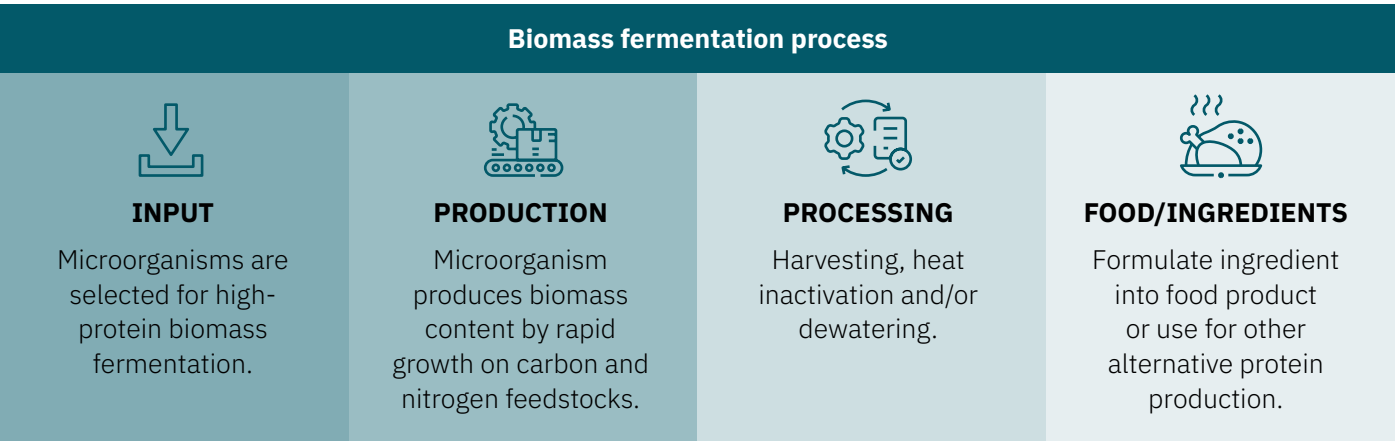 Biomass fermentation process
INPUT
Microorganisms are
selected for high-
protein biomass
fermentation.
PRODUCTION
Microorganism
produces biomass
content by rapid
growth on carbon and
nitrogen feedstocks.
PROCESSING
Harvesting, heat
inactivation and/or
dewatering.
FOOD/INGREDIENTS
Formulate ingredient
into food product
or use for other
alternative protein
production.